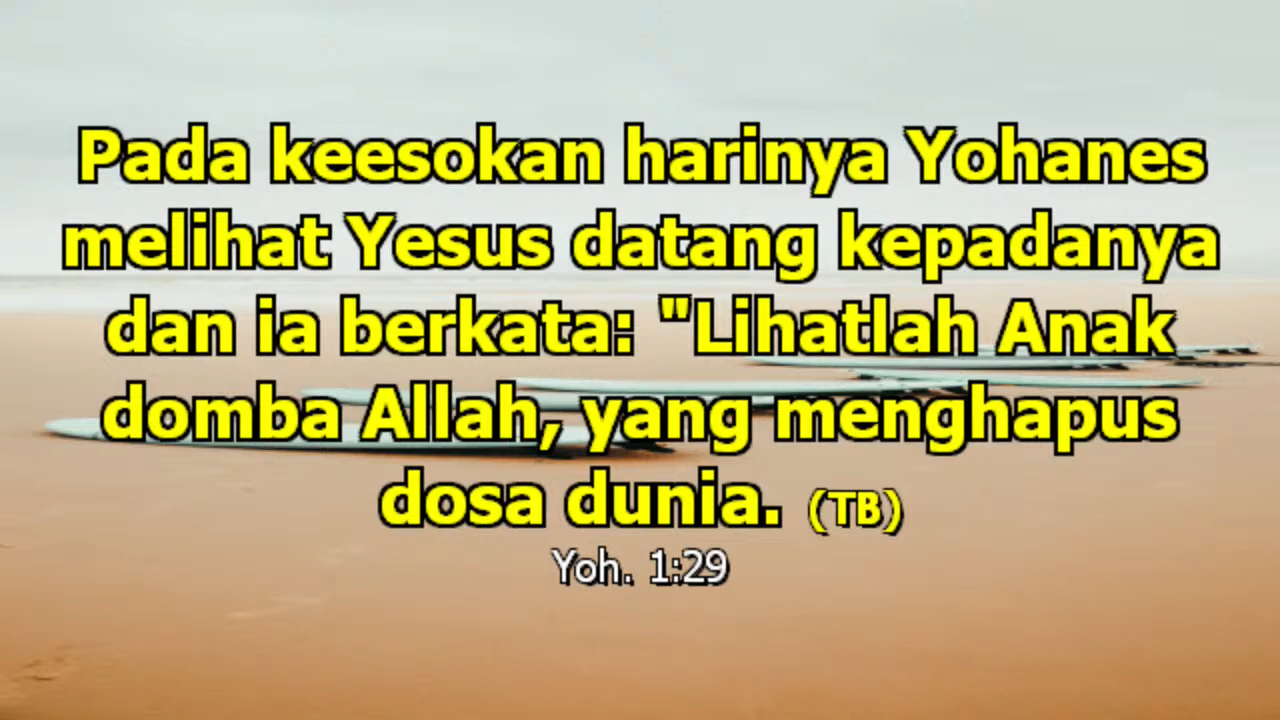 Pada keesokan harinya Yohanes
melihat Yesus datang kepadanya
dan ia berkata: "Lihatlah Anak
domba Allah, yang menghapus
dosa dunia. (TB)
Yoh. 1:29